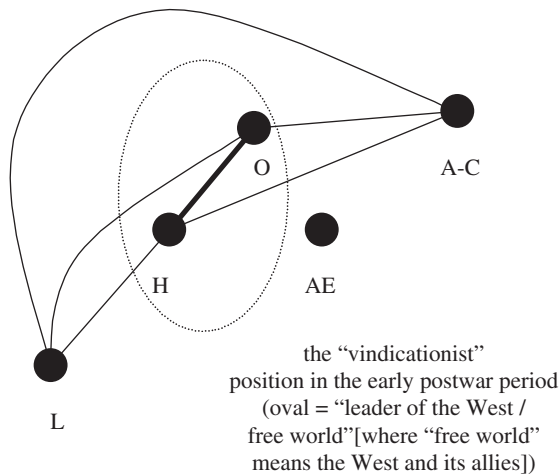 O
A-C
H
AE
L
the “vindicationist”
position in the early postwar period
(oval = “leader of the West /
free world”[where “free world”
means the West and its allies])